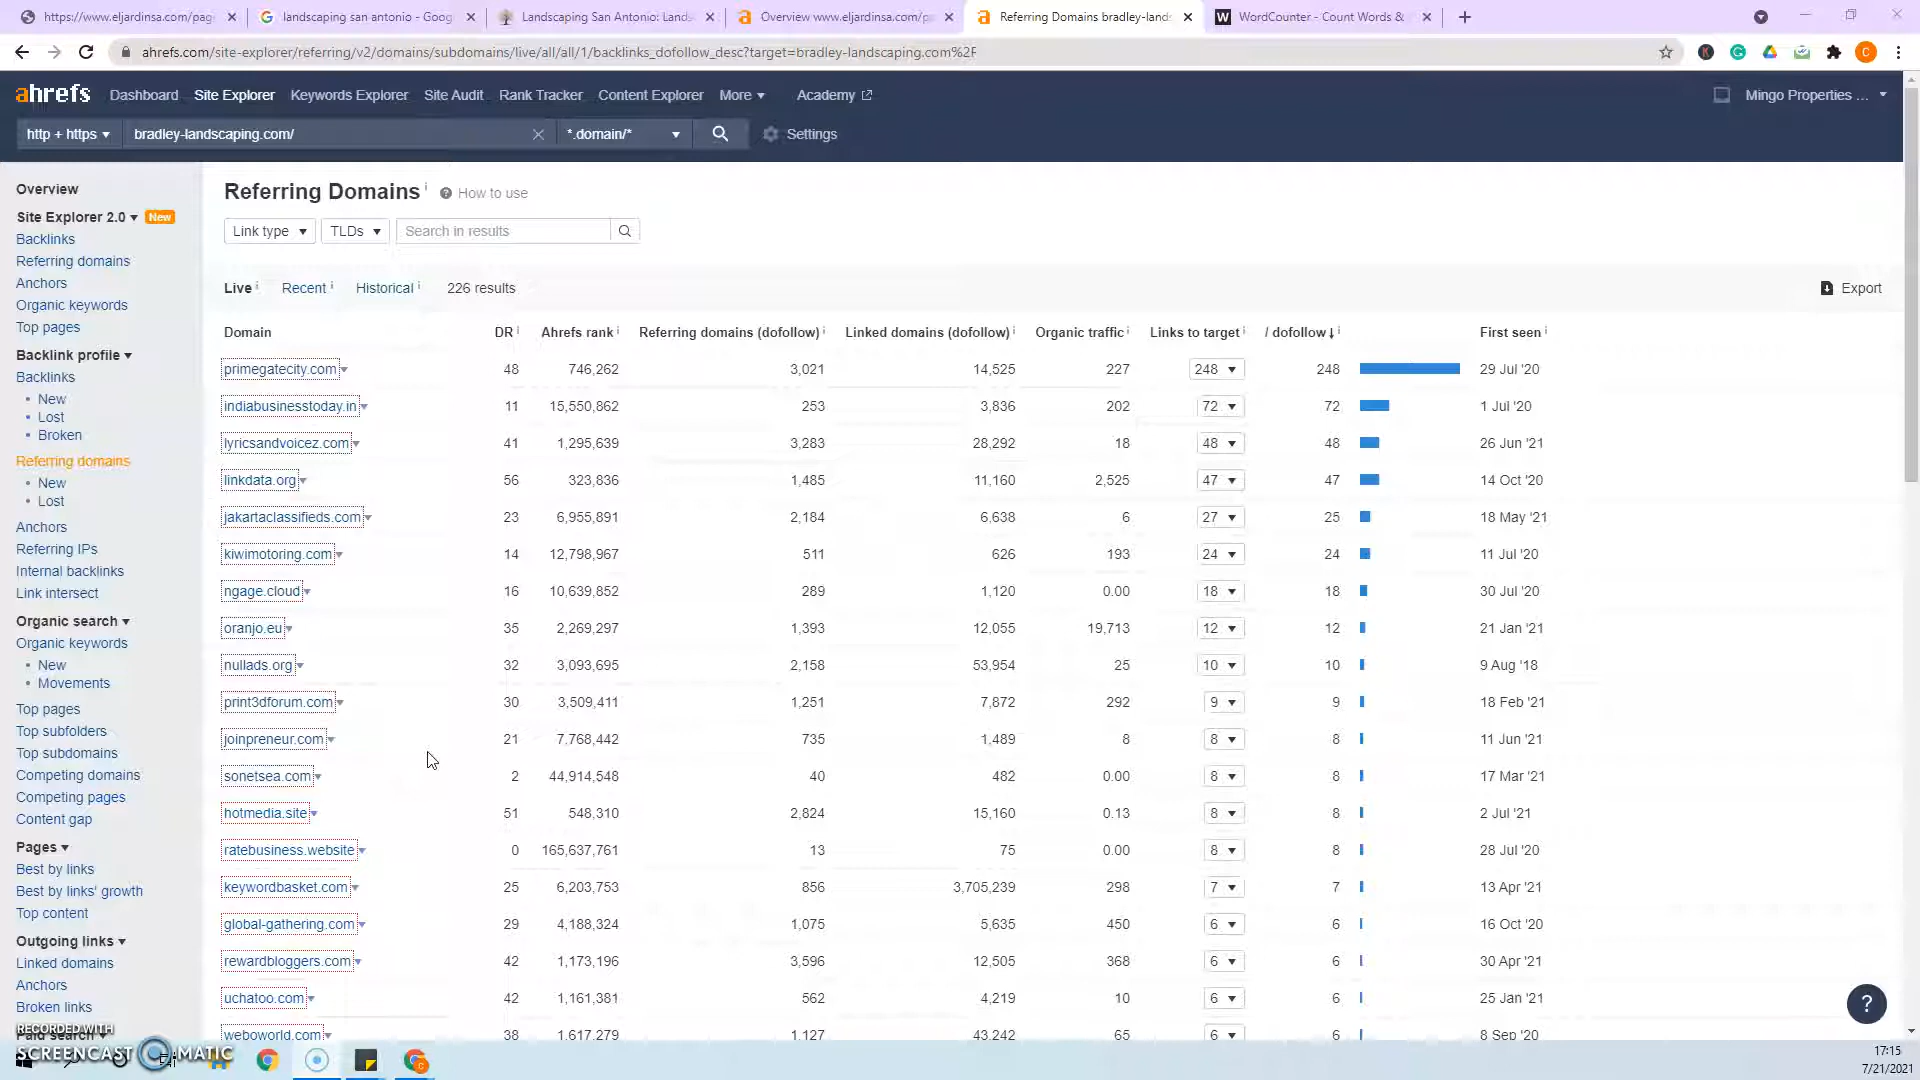 https://www.eljardinsa.com/pag
landscaping san antonio - Goog
Landscaping San Antonio: Lands
Overview www.eljardinsa.com/p
Referring Domains bradley-lands
WordCounter - Count Words &
ahrefs.com/site-explorer/referring/v2/domains/subdomains/live/all/all/1/backlinks_dofollow_desc?target=bradley-landscaping.com%2F
ahrefs Dashboard Site Explorer Keywords Explorer Site Audit Rank Tracker Content Explorer More Academy Mingo Properties ...
http + https bradley-landscaping.com/ *.domain/* Settings
Overview
Site Explorer 2.0 New
Backlinks
Referring domains
Anchors
Organic keywords
Top pages
Backlink profile
Backlinks
New
Lost
Broken
Referring domains
New
Lost
Anchors
Referring IPs
Internal backlinks
Link intersect
Organic search
Organic keywords
New
Movements
Top pages
Top subfolders
Top subdomains
Competing domains
Competing pages
Content gap
Pages
Best by links
Best by links' growth
Top content
Outgoing links
Linked domains
Anchors
Broken links
Paid search
Referring Domains How to use
Link type TLDs Search in results
Live Recent Historical 226 results Export
Domain DR Ahrefs rank Referring domains (dofollow) Linked domains (dofollow) Organic traffic Links to target / dofollow First seen
primegatecity.com 48 746,262 3,021 14,525 227 248 248 29 Jul '20
indiabusinesstoday.in 11 15,550,862 253 3,836 202 72 72 1 Jul '20
lyricsandvoicez.com 41 1,295,639 3,283 28,292 18 48 48 26 Jun '21
linkdata.org 56 323,836 1,485 11,160 2,525 47 47 14 Oct '20
jakartaclassifieds.com 23 6,955,891 2,184 6,638 6 27 25 18 May '21
kiwimotoring.com 14 12,798,967 511 626 193 24 24 11 Jul '20
ngage.cloud 16 10,639,852 289 1,120 0.00 18 18 30 Jul '20
oranjo.eu 35 2,269,297 1,393 12,055 19,713 12 12 21 Jan '21
nullads.org 32 3,093,695 2,158 53,954 25 10 10 9 Aug '18
print3dforum.com 30 3,509,411 1,251 7,872 292 9 9 18 Feb '21
joinpreneur.com 21 7,768,442 735 1,489 8 8 8 11 Jun '21
sonetsea.com 2 44,914,548 40 482 0.00 8 8 17 Mar '21
hotmedia.site 51 548,310 2,824 15,160 0.13 8 8 2 Jul '21
ratebusiness.website 0 165,637,761 13 75 0.00 8 8 28 Jul '20
keywordbasket.com 25 6,203,753 856 3,705,239 298 7 7 13 Apr '21
global-gathering.com 29 4,188,324 1,075 5,635 450 6 6 16 Oct '20
rewardbloggers.com 42 1,173,196 3,596 12,505 368 6 6 30 Apr '21
uchatoo.com 42 1,161,381 562 4,219 10 6 6 25 Jan '21
weboworld.com 38 1,617,279 1,127 43,242 65 6 6 8 Sep '20
?
RECORDED WITH
SCREENCAST MATIC
17:15
7/21/2021